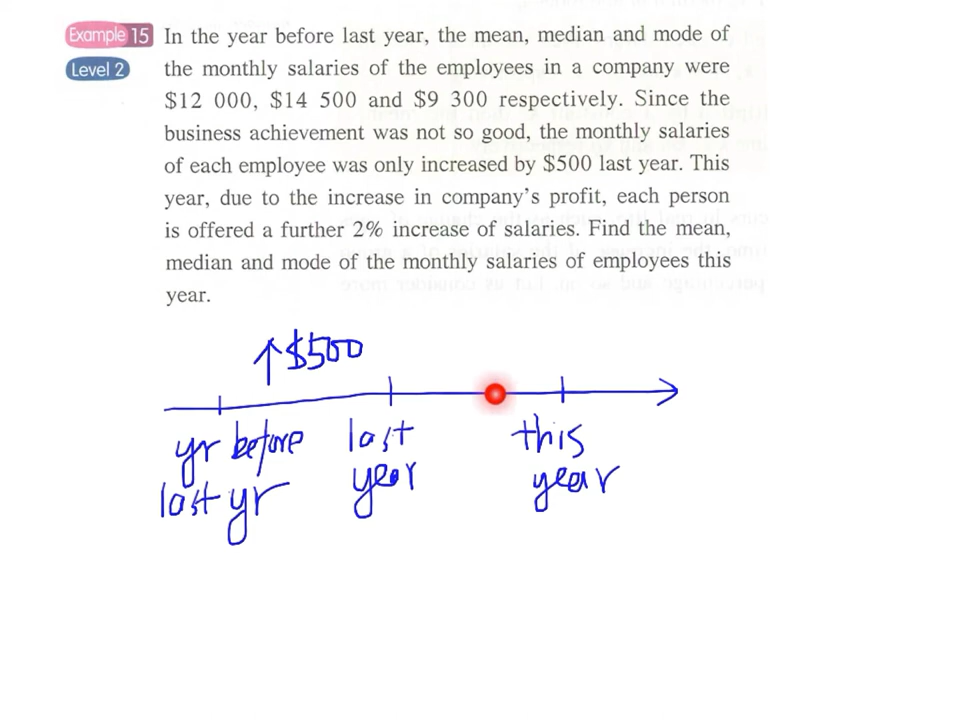 Example 15 In the year before last year, the mean, median and mode of
Level 2 the monthly salaries of the employees in a company were
$12 000, $14 500 and $9 300 respectively. Since the
business achievement was not so good, the monthly salaries
of each employee was only increased by $500 last year. This
year, due to the increase in company's profit, each person
is offered a further 2% increase of salaries. Find the mean,
median and mode of the monthly salaries of employees this
year.
↑$500
yr before last this
last yr year year